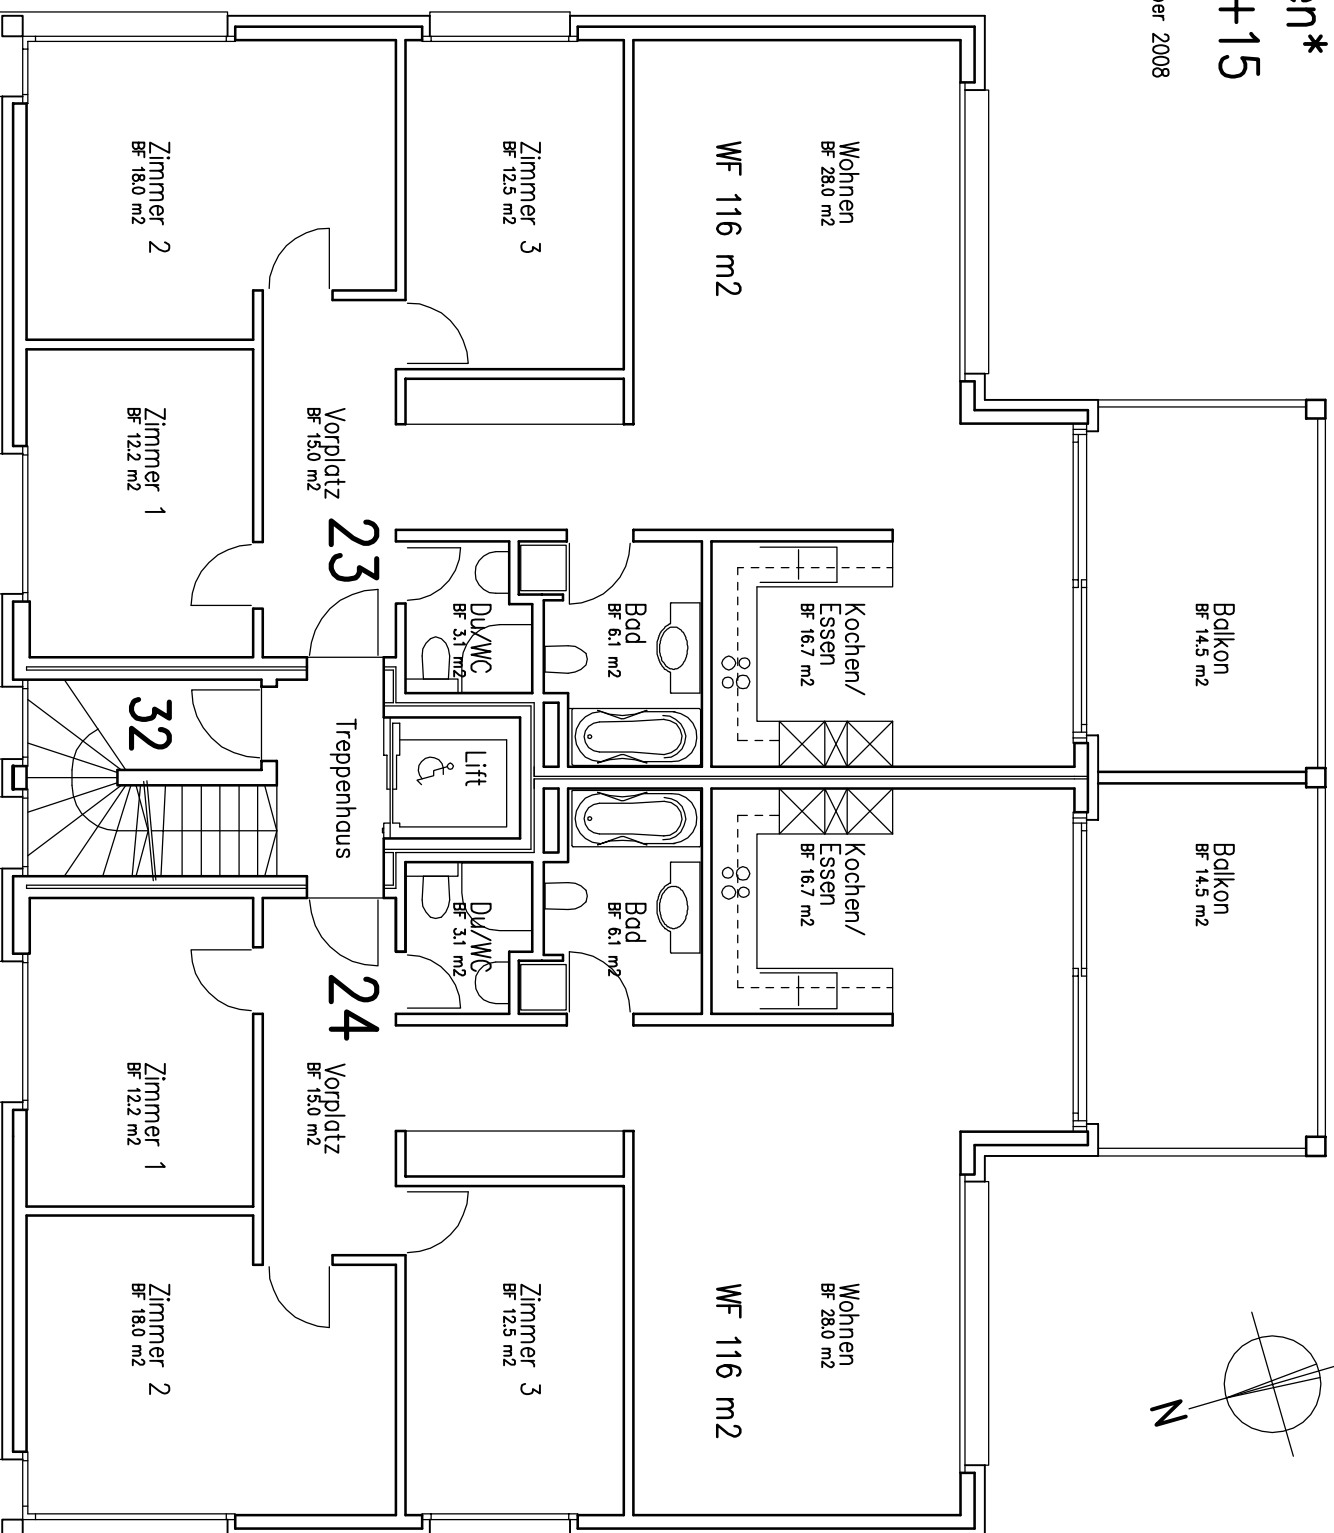 en*
+15
ber 2008
Balkon
BF 14.5 m2
Balkon
BF 14.5 m2
Wohnen
BF 28.0 m2
WF 116 m2
Kochen/
Essen
BF 16.7 m2
Kochen/
Essen
BF 16.7 m2
Wohnen
BF 28.0 m2
WF 116 m2
Zimmer 3
BF 12.5 m2
Bad
BF 6.1 m2
Bad
BF 6.1 m2
Zimmer 3
BF 12.5 m2
Du/WC
BF 3.1 m2
Lift
Du/WC
BF 3.1 m2
23
Vorplatz
BF 15.0 m2
Treppenhaus
24
Vorplatz
BF 15.0 m2
Zimmer 2
BF 18.0 m2
Zimmer 1
BF 12.2 m2
32
Zimmer 1
BF 12.2 m2
Zimmer 2
BF 18.0 m2
N